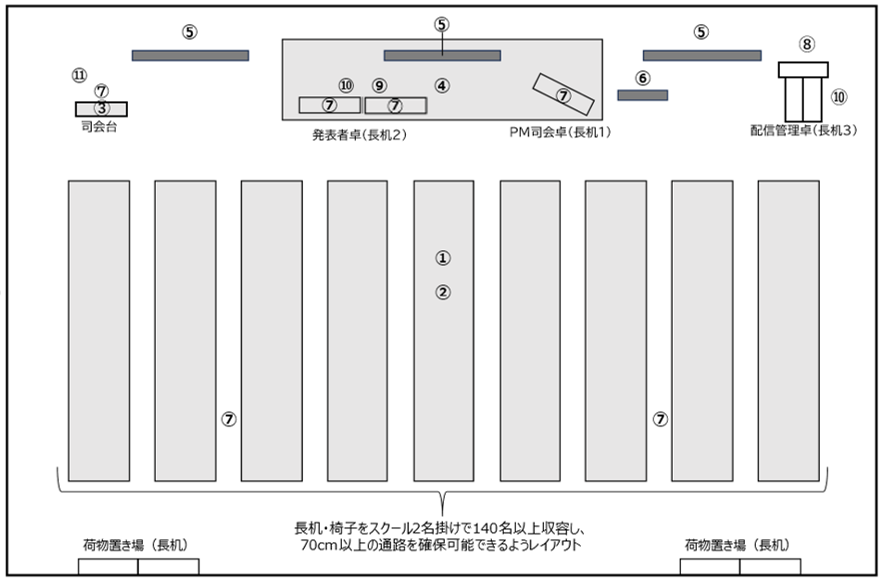 ⑤
⑤
⑤
⑧
⑪
⑥
⑦
⑩
⑨
④
⑦
⑩
③
⑦
⑦
司会台
発表者卓(長机2)
PM司会卓(長机1)
配信管理卓(長机3)
①
②
⑦
⑦
長机・椅子をスクール2名掛けで140名以上収容し、
70cm以上の通路を確保可能できるようレイアウト
荷物置き場（長机）
荷物置き場（長机）